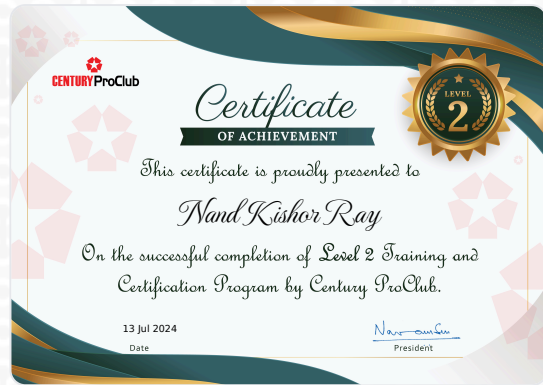 CENTURY ProClub
LEVEL
2
Certificate
OF ACHIEVEMENT
This certificate is proudly presented to
Nand Kishor Ray
On the successful completion of Level 2 Training and
Certification Program by Century ProClub.
13 Jul 2024
Date
President